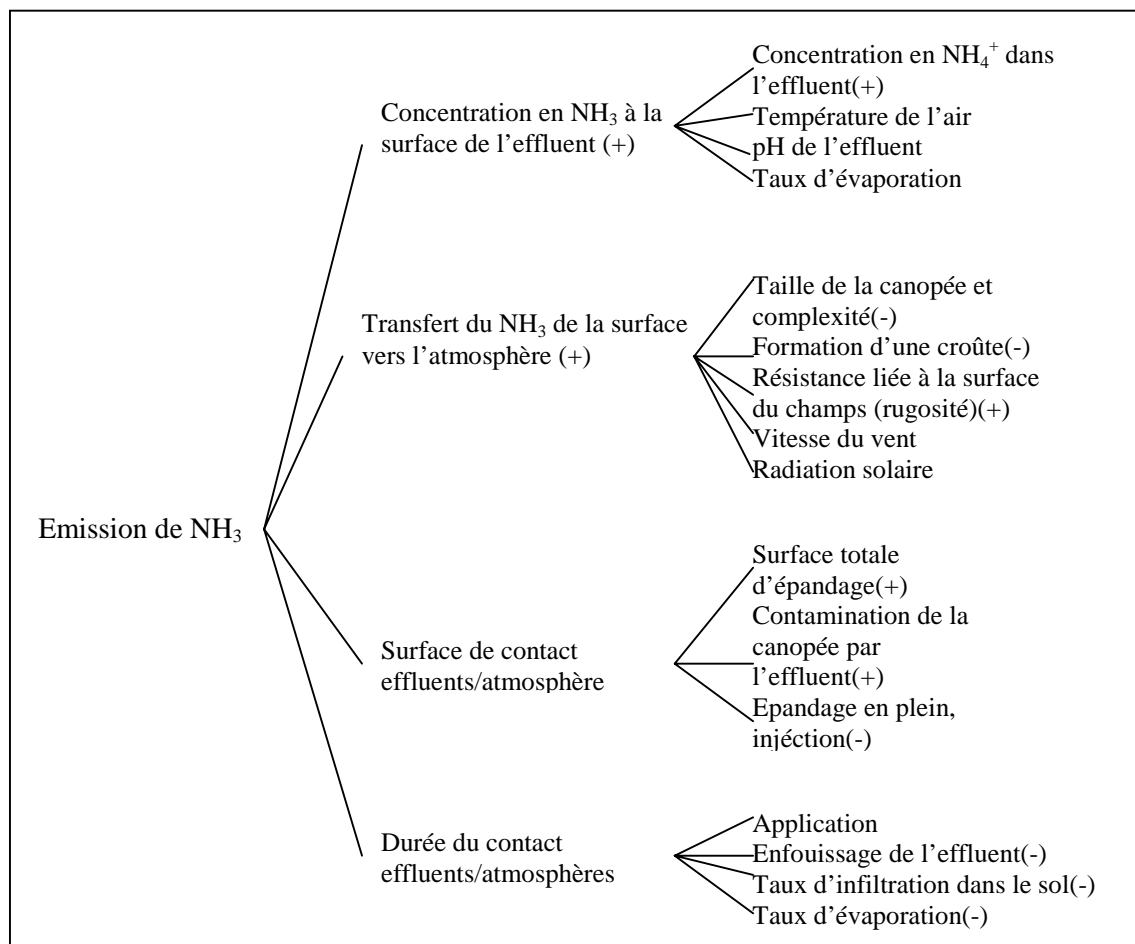 Emission de NH₃
Concentration en NH₃ à la
surface de l'effluent (+)
Concentration en NH₄⁺ dans
l'effluent(+)
Température de l'air
pH de l'effluent
Taux d'évaporation
Transfert du NH₃ de la surface
vers l'atmosphère (+)
Taille de la canopée et
complexité(-)
Formation d'une croûte(-)
Résistance liée à la surface
du champs (rugosité)(+)
Vitesse du vent
Radiation solaire
Surface de contact
effluents/atmosphère
Surface totale
d'épandage(+)
Contamination de la
canopée par
l'effluent(+)
Epandage en plein,
injéction(-)
Durée du contact
effluents/atmosphères
Application
Enfouissage de l'effluent(-)
Taux d'infiltration dans le sol(-)
Taux d'évaporation(-)